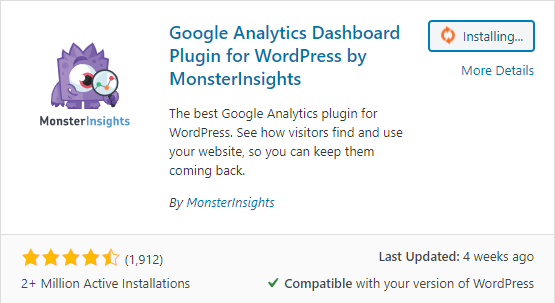 Google Analytics Dashboard
Plugin for WordPress by
MonsterInsights
Installing...
More Details
MonsterInsights
The best Google Analytics plugin for
WordPress. See how visitors find and use
your website, so you can keep them
coming back.
By MonsterInsights
(1,912)
Last Updated: 4 weeks ago
2+ Million Active Installations
Compatible with your version of WordPress